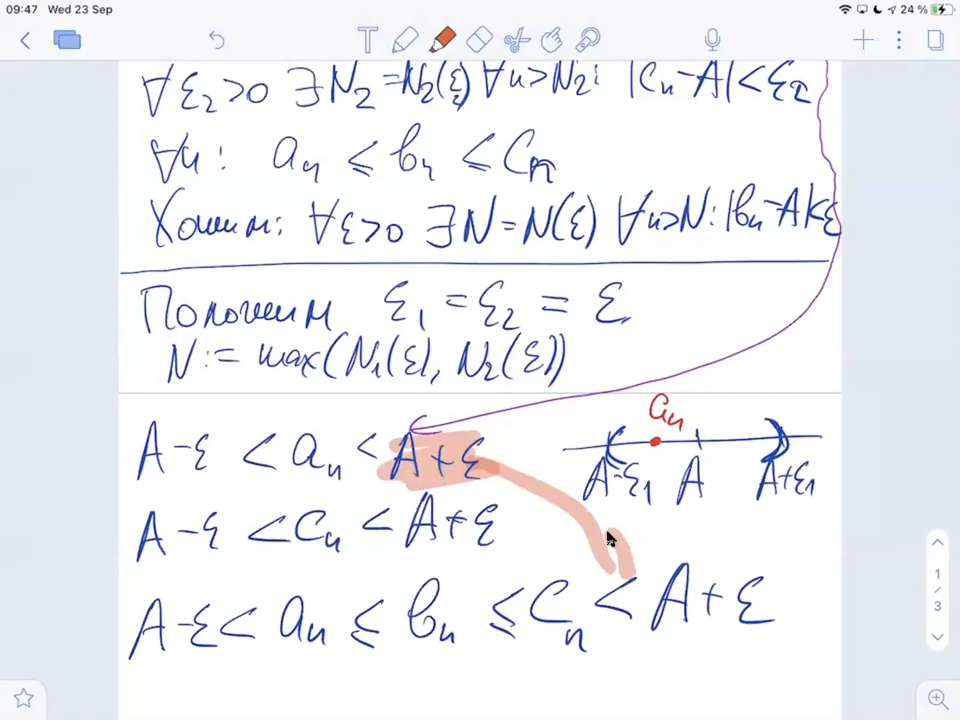 09:47 Wed 23 Sep
24 %
∀ε₂>0 ∃N₂=N₂(ε) ∀n>N₂: |Cn-A|<ε₂
∀n: an ≤ bn ≤ Cn
Хотим: ∀ε>0 ∃N=N(ε) ∀n>N: |bn-A|<ε
Положим ε₁ = ε₂ = ε
N:= max(N₁(ε), N₂(ε))
A-ε < an < A+ε
an
A-ε₁ A A+ε₁
A-ε < Cn < A+ε
A-ε < an ≤ bn ≤ Cn < A+ε
1
/
3